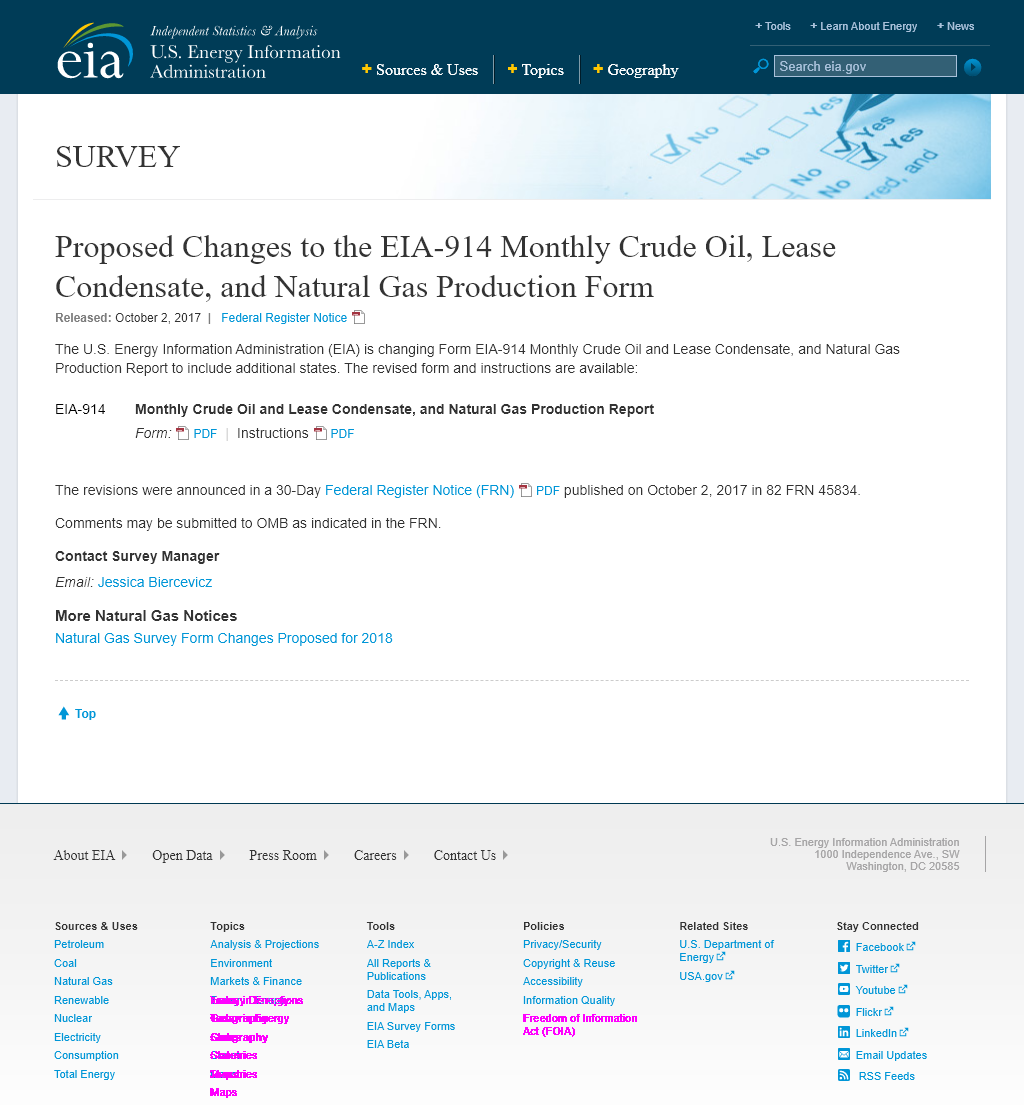 Independent Statistics & Analysis
U.S. Energy Information
Administration
eia
+ Tools
+ Learn About Energy
+ News
+ Sources & Uses
+ Topics
+ Geography
Search eia.gov
SURVEY
No
Yes
Yes
No
Yes
No
No
Proposed Changes to the EIA-914 Monthly Crude Oil, Lease
Condensate, and Natural Gas Production Form
Released: October 2, 2017 | Federal Register Notice
The U.S. Energy Information Administration (EIA) is changing Form EIA-914 Monthly Crude Oil and Lease Condensate, and Natural Gas
Production Report to include additional states. The revised form and instructions are available:
EIA-914 Monthly Crude Oil and Lease Condensate, and Natural Gas Production Report
Form: PDF | Instructions PDF
The revisions were announced in a 30-Day Federal Register Notice (FRN) PDF published on October 2, 2017 in 82 FRN 45834.
Comments may be submitted to OMB as indicated in the FRN.
Contact Survey Manager
Email: Jessica Biercevicz
More Natural Gas Notices
Natural Gas Survey Form Changes Proposed for 2018
Top
About EIA
Open Data
Press Room
Careers
Contact Us
U.S. Energy Information Administration
1000 Independence Ave., SW
Washington, DC 20585
Sources & Uses
Petroleum
Coal
Natural Gas
Renewable
Nuclear
Electricity
Consumption
Total Energy
Topics
Analysis & Projections
Environment
Markets & Finance
Geography
Maps
Tools
A-Z Index
All Reports &
Publications
Data Tools, Apps,
and Maps
EIA Survey Forms
EIA Beta
Policies
Privacy/Security
Copyright & Reuse
Accessibility
Information Quality
Freedom of Information
Act (FOIA)
Related Sites
U.S. Department of
Energy
USA.gov
Stay Connected
Facebook
Twitter
Youtube
Flickr
LinkedIn
Email Updates
RSS Feeds